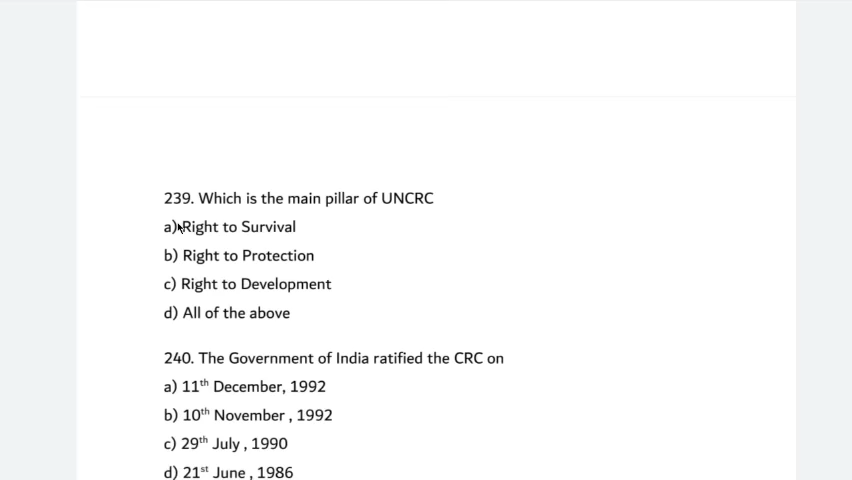 239. Which is the main pillar of UNCRC
a) Right to Survival
b) Right to Protection
c) Right to Development
d) All of the above
240. The Government of India ratified the CRC on
a) 11th December, 1992
b) 10th November , 1992
c) 29th July , 1990
d) 21st June , 1986